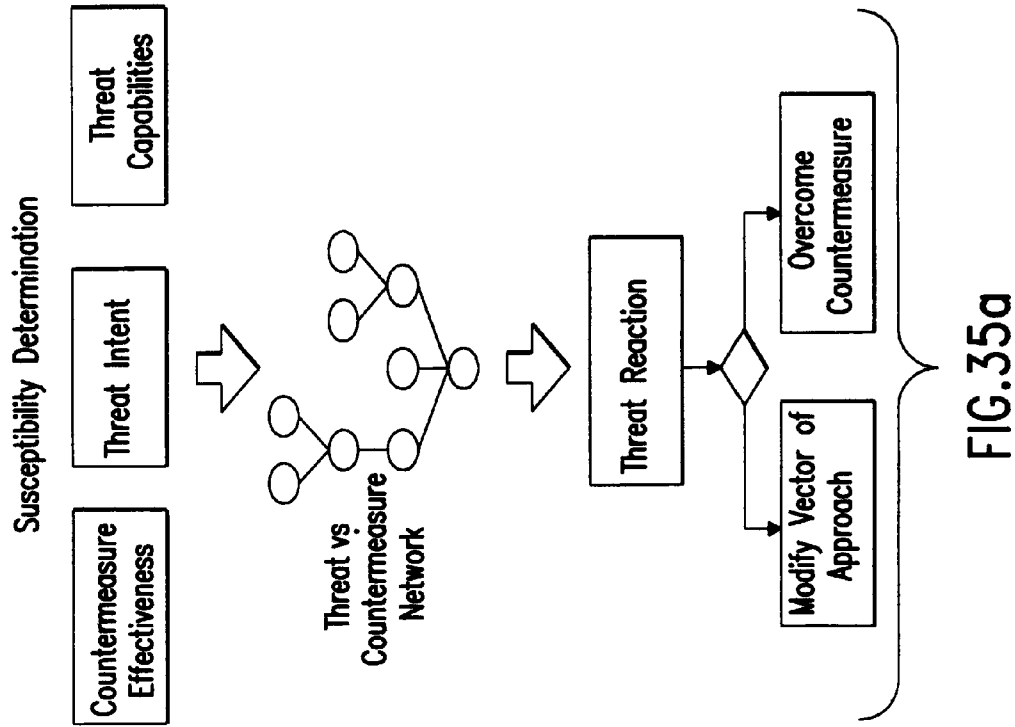 Susceptibility Determination
Countermeasure
Effectiveness
Threat Intent
Threat
Capabilities
Threat vs
Countermeasure
Network
Threat Reaction
Modify Vector of
Approach
Overcome
Countermeasure
FIG.35a